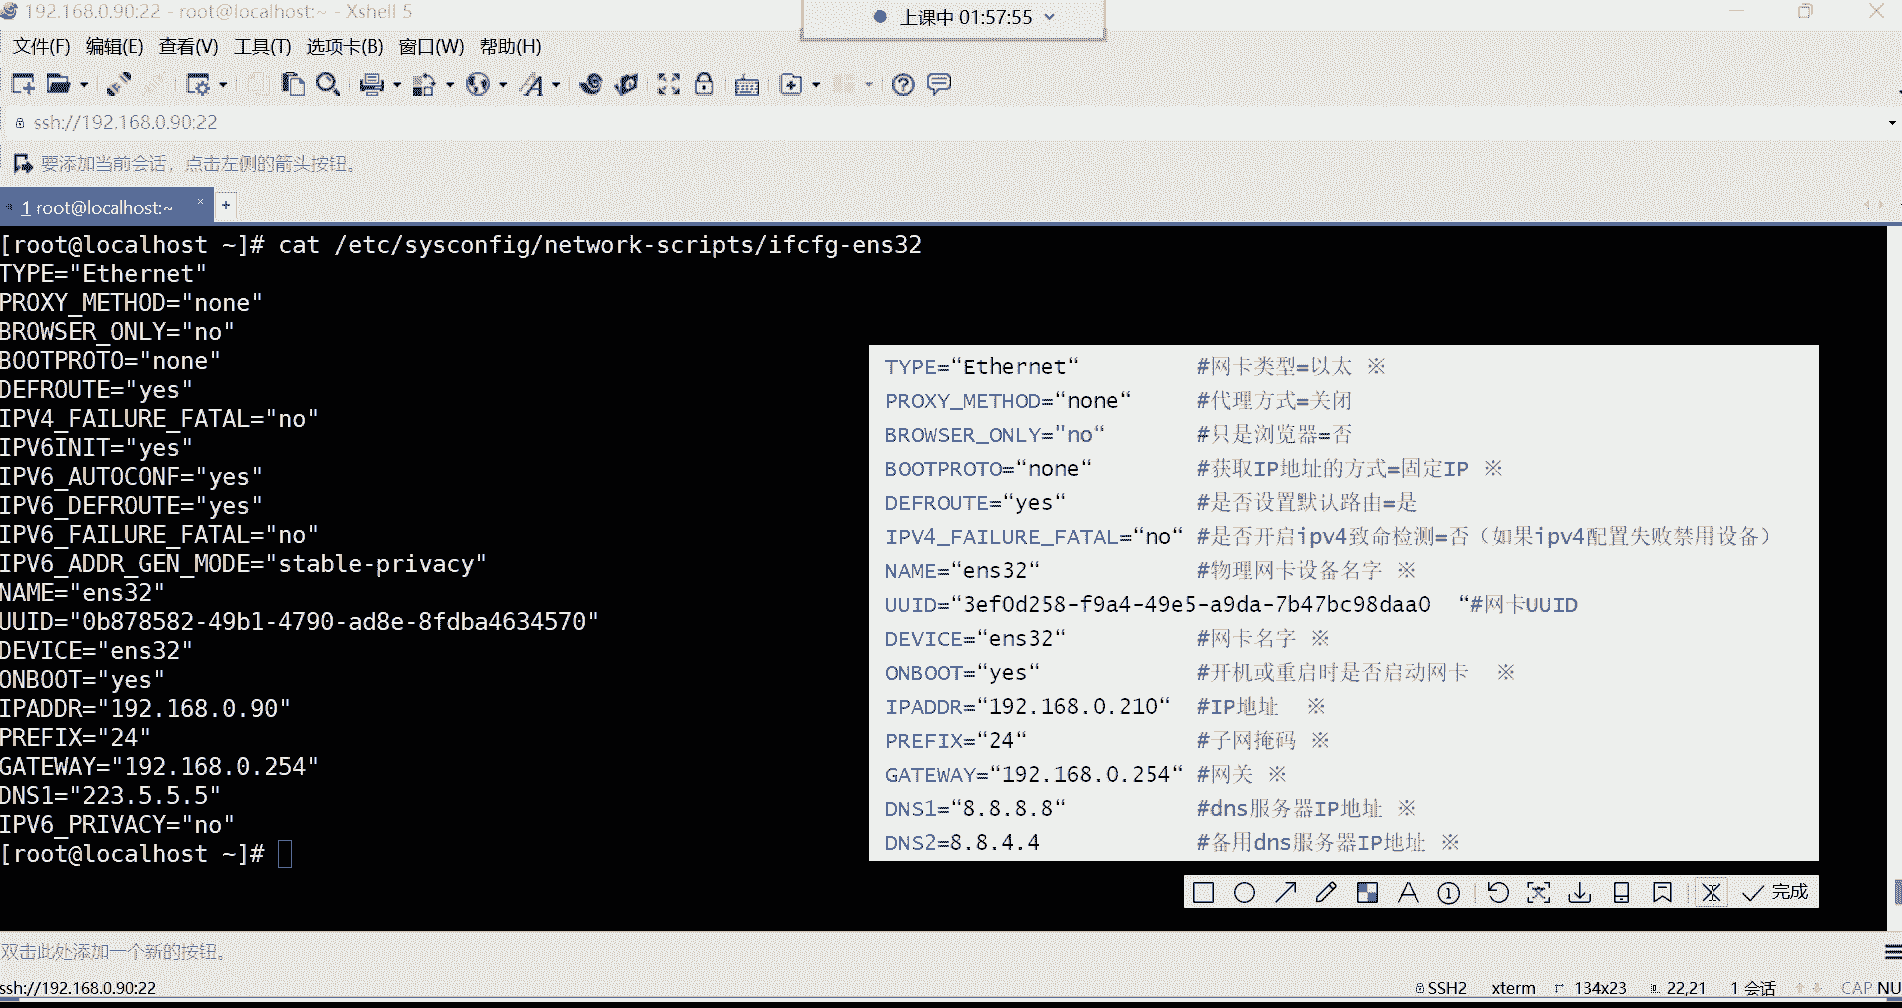 192.168.0.90:22 - root@localhost:~ - Xshell 5
上课中 01:57:55
文件(F) 编辑(E) 查看(V) 工具(T) 选项卡(B) 窗口(W) 帮助(H)
ssh://192.168.0.90:22
要添加当前会话，点击左侧的箭头按钮。
1 root@localhost:~
[root@localhost ~]# cat /etc/sysconfig/network-scripts/ifcfg-ens32
TYPE="Ethernet"
PROXY_METHOD="none"
BROWSER_ONLY="no"
BOOTPROTO="none"
DEFROUTE="yes"
IPV4_FAILURE_FATAL="no"
IPV6INIT="yes"
IPV6_AUTOCONF="yes"
IPV6_DEFROUTE="yes"
IPV6_FAILURE_FATAL="no"
IPV6_ADDR_GEN_MODE="stable-privacy"
NAME="ens32"
UUID="0b878582-49b1-4790-ad8e-8fdba4634570"
DEVICE="ens32"
ONBOOT="yes"
IPADDR="192.168.0.90"
PREFIX="24"
GATEWAY="192.168.0.254"
DNS1="223.5.5.5"
IPV6_PRIVACY="no"
[root@localhost ~]#
TYPE=“Ethernet“ #网卡类型=以太 ※
PROXY_METHOD=“none“ #代理方式=关闭
BROWSER_ONLY="no“ #只是浏览器=否
BOOTPROTO=“none“ #获取IP地址的方式=固定IP ※
DEFROUTE=“yes“ #是否设置默认路由=是
IPV4_FAILURE_FATAL=“no“ #是否开启ipv4致命检测=否（如果ipv4配置失败禁用设备）
NAME=“ens32“ #物理网卡设备名字 ※
UUID=“3ef0d258-f9a4-49e5-a9da-7b47bc98daa0 “#网卡UUID
DEVICE=“ens32“ #网卡名字 ※
ONBOOT=“yes“ #开机或重启时是否启动网卡 ※
IPADDR=“192.168.0.210“ #IP地址 ※
PREFIX=“24“ #子网掩码 ※
GATEWAY=“192.168.0.254“ #网关 ※
DNS1=“8.8.8.8“ #dns服务器IP地址 ※
DNS2=8.8.4.4 #备用dns服务器IP地址 ※
完成
双击此处添加一个新的按钮。
ssh://192.168.0.90:22 SSH2 xterm 134x23 22,21 1 会话 CAP NU